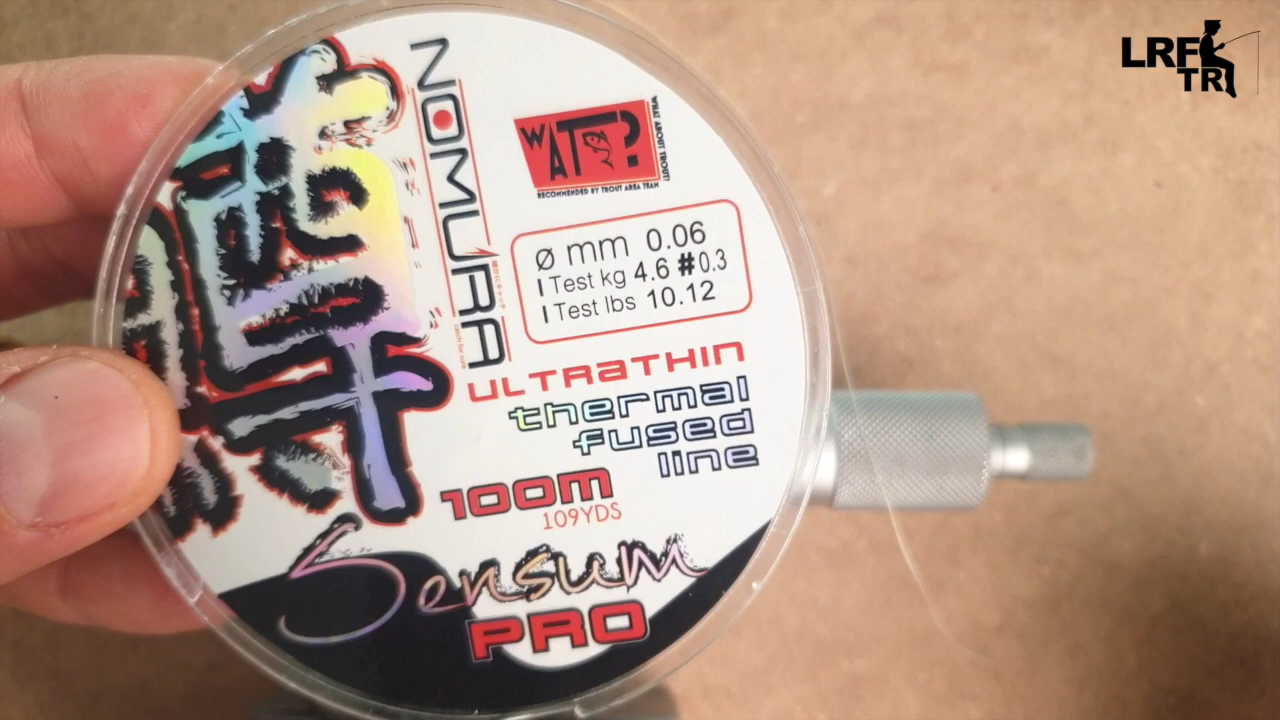 LRF
TR
NOMURA
WAT?
WHAT ABOUT TROUT?
RECOMMENDED BY TROUT AREA TEAM
Ø mm 0.06
Test kg 4.6 #0.3
Test lbs 10.12
ULTRATHIN
thermal
fused
line
100m
109YDS
Sensum
PRO